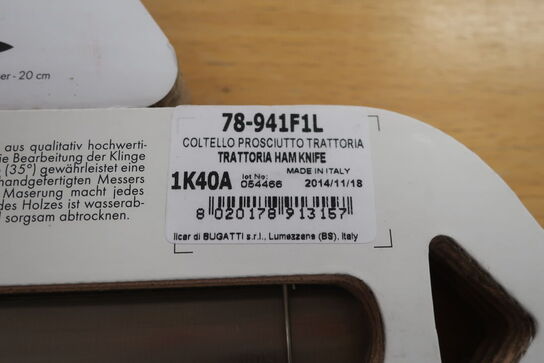 er - 20 cm
aus qualitativ hochwerti-
ie Bearbeitung der Klinge
(35°) gewährleistet eine
handgefertigten Messers
Maserung macht jedes
des Holzes ist wasserab-
sorgsam abtrocknen.
78-941F1L
COLTELLO PROSCIUTTO TRATTORIA
TRATTORIA HAM KNIFE
MADE IN ITALY
1K40A lot No: 054466 2014/11/18
8 020178 913157
ilcar di BUGATTI s.r.l., Lumezzane (BS), Italy